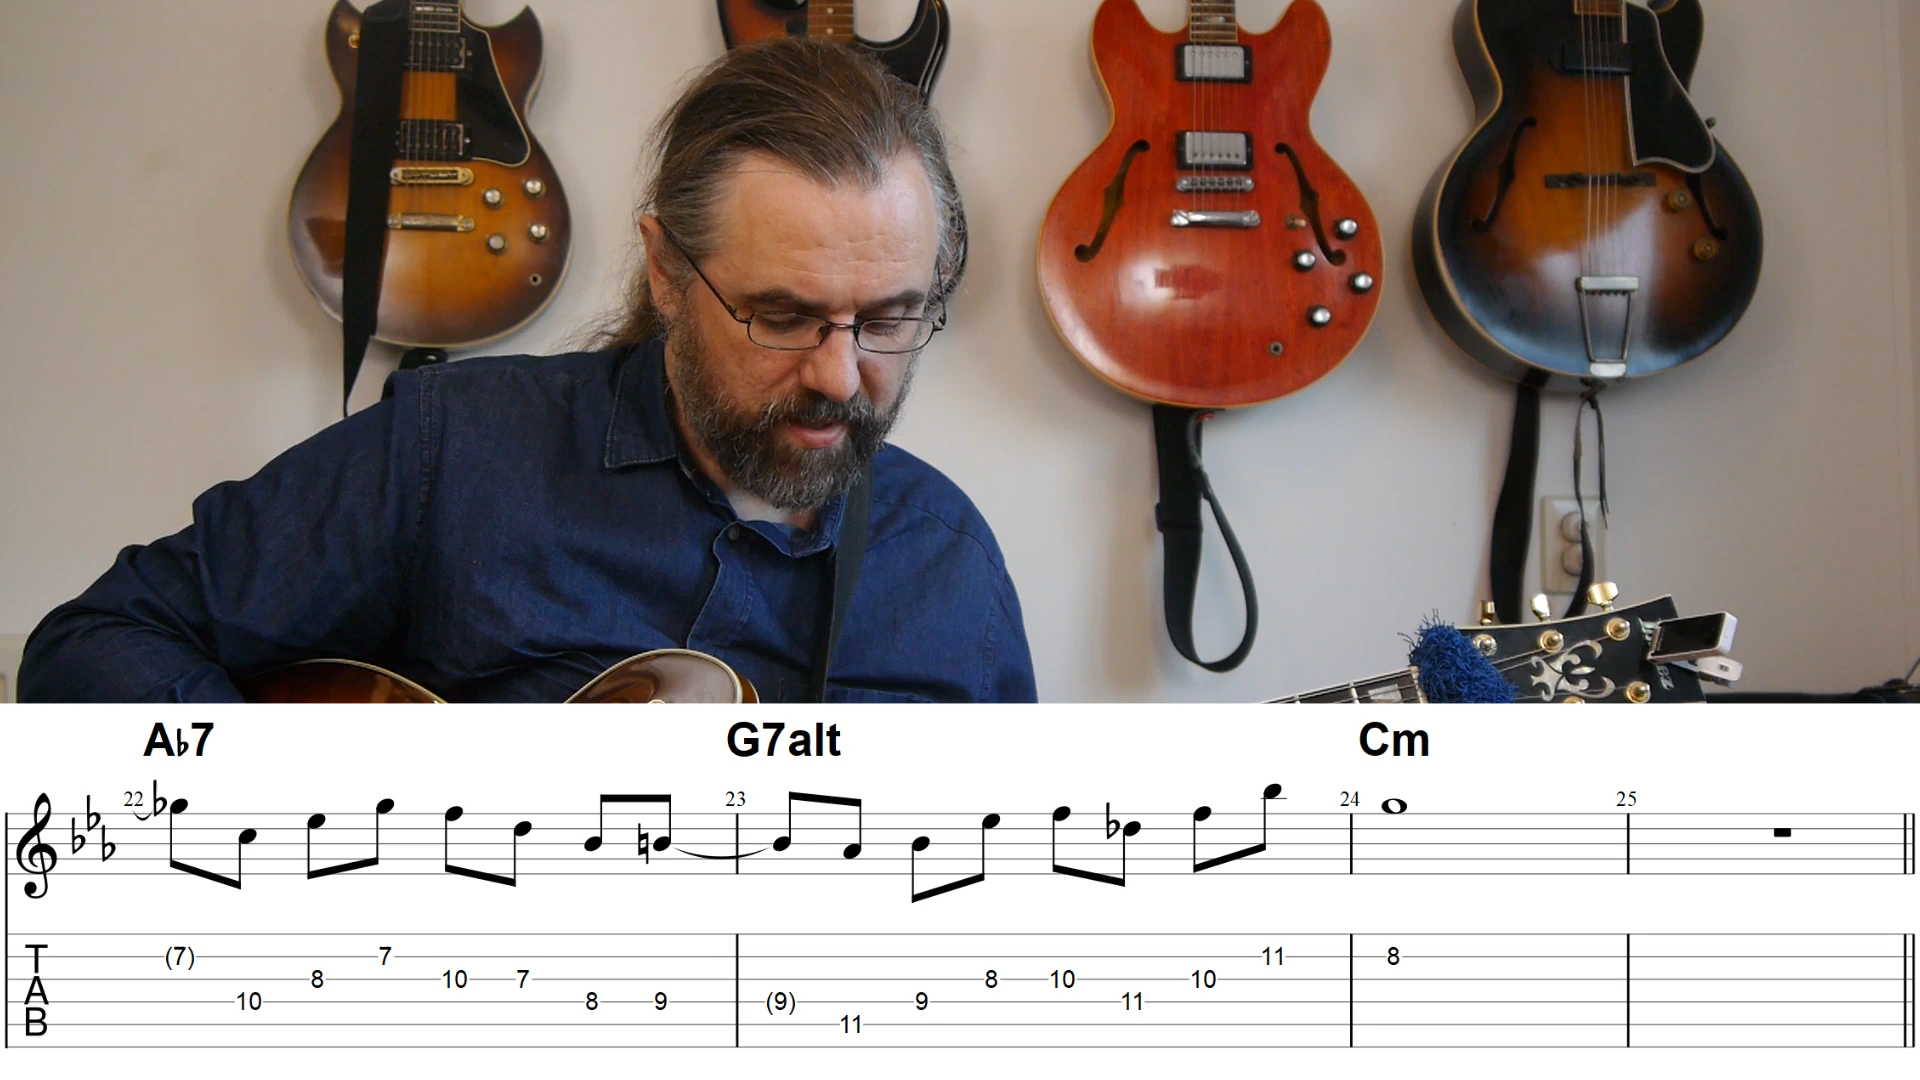 A♭7 G7alt Cm
22 23 24 25
T (7) 7 11 8
8 10 7 8 10 10
A 10 8 9 (9) 9 11
B 11